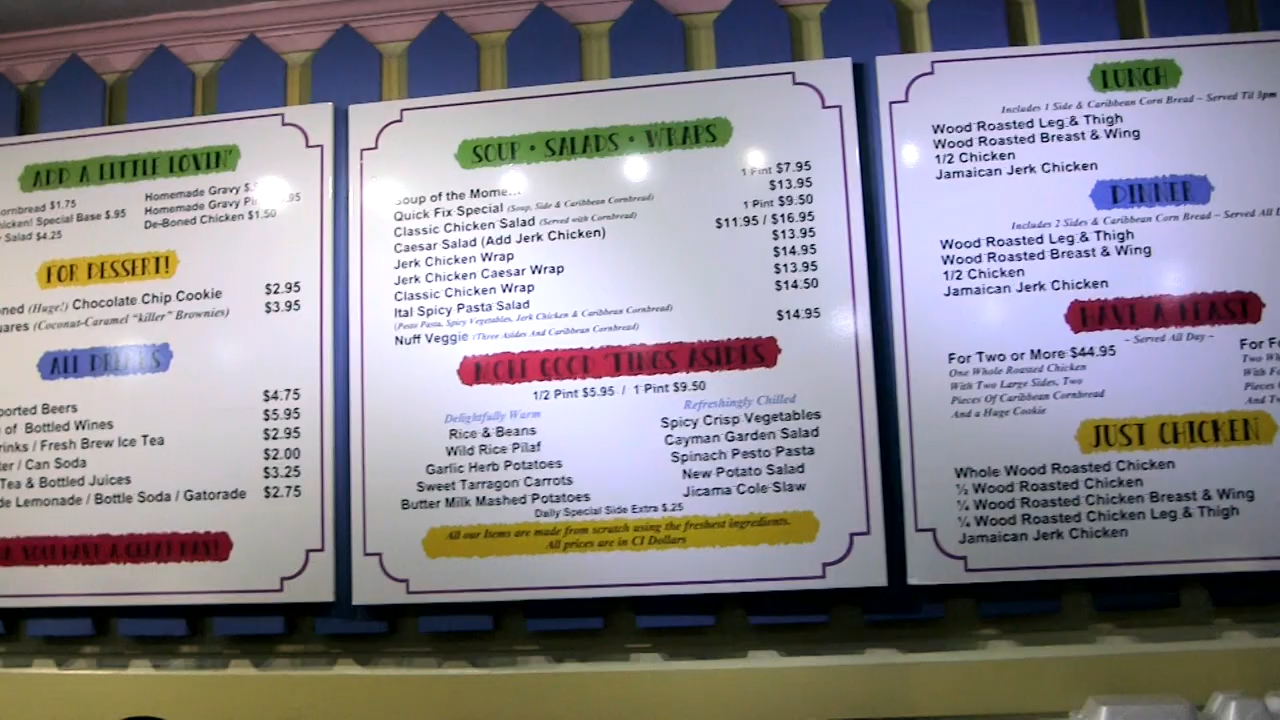 ADD A LITTLE LOVIN'
ornbread $1.75
hicken! Special Base $.95
Salad $4.25
Homemade Gravy
Homemade Gravy .95
De-Boned Chicken $1.50
FOR DESSERT!
ned (Huge!) Chocolate Chip Cookie $2.95
uares (Coconut-Caramel "killer" Brownies) $3.95
ALL DRINKS
ported Beers $4.75
of Bottled Wines $5.95
rinks / Fresh Brew Ice Tea $2.95
ter / Can Soda $2.00
Tea & Bottled Juices $3.25
de Lemonade / Bottle Soda / Gatorade $2.75
YOU HAVE A GREAT DAY!
SOUP • SALADS • WRAPS
Soup of the Mome 1 Pint $7.95
Quick Fix Special (Soup, Side & Caribbean Cornbread) $13.95
Classic Chicken Salad (Served with Cornbread) 1 Pint $9.50
Caesar Salad (Add Jerk Chicken) $11.95 / $16.95
Jerk Chicken Wrap $13.95
Jerk Chicken Caesar Wrap $14.95
Classic Chicken Wrap $13.95
Ital Spicy Pasta Salad $14.50
(Pesto Pasta, Spicy Vegetables, Jerk Chicken & Caribbean Cornbread)
Nuff Veggie (Three Asides And Caribbean Cornbread) $14.95
MORE GOOD 'TINGS ASIDES
1/2 Pint $5.95 / 1 Pint $9.50
Delightfully Warm
Rice & Beans
Wild Rice Pilaf
Garlic Herb Potatoes
Sweet Tarragon Carrots
Butter Milk Mashed Potatoes
Refreshingly Chilled
Spicy Crisp Vegetables
Cayman Garden Salad
Spinach Pesto Pasta
New Potato Salad
Jicama Cole Slaw
Daily Special Side Extra $.25
All our Items are made from scratch using the freshest ingredients.
All prices are in CI Dollars
LUNCH
Includes 1 Side & Caribbean Corn Bread ~ Served Til 3pm
Wood Roasted Leg & Thigh
Wood Roasted Breast & Wing
1/2 Chicken
Jamaican Jerk Chicken
DINNER
Includes 2 Sides & Caribbean Corn Bread ~ Served All
Wood Roasted Leg & Thigh
Wood Roasted Breast & Wing
1/2 Chicken
Jamaican Jerk Chicken
HAVE A FEAST
~ Served All Day ~
For Two or More $44.95
One Whole Roasted Chicken
With Two Large Sides, Two
Pieces Of Caribbean Cornbread
And a Huge Cookie
For F
Two Wh
With Fo
Pieces
And Tw
JUST CHICKEN
Whole Wood Roasted Chicken
½ Wood Roasted Chicken
¼ Wood Roasted Chicken Breast & Wing
¼ Wood Roasted Chicken Leg & Thigh
Jamaican Jerk Chicken